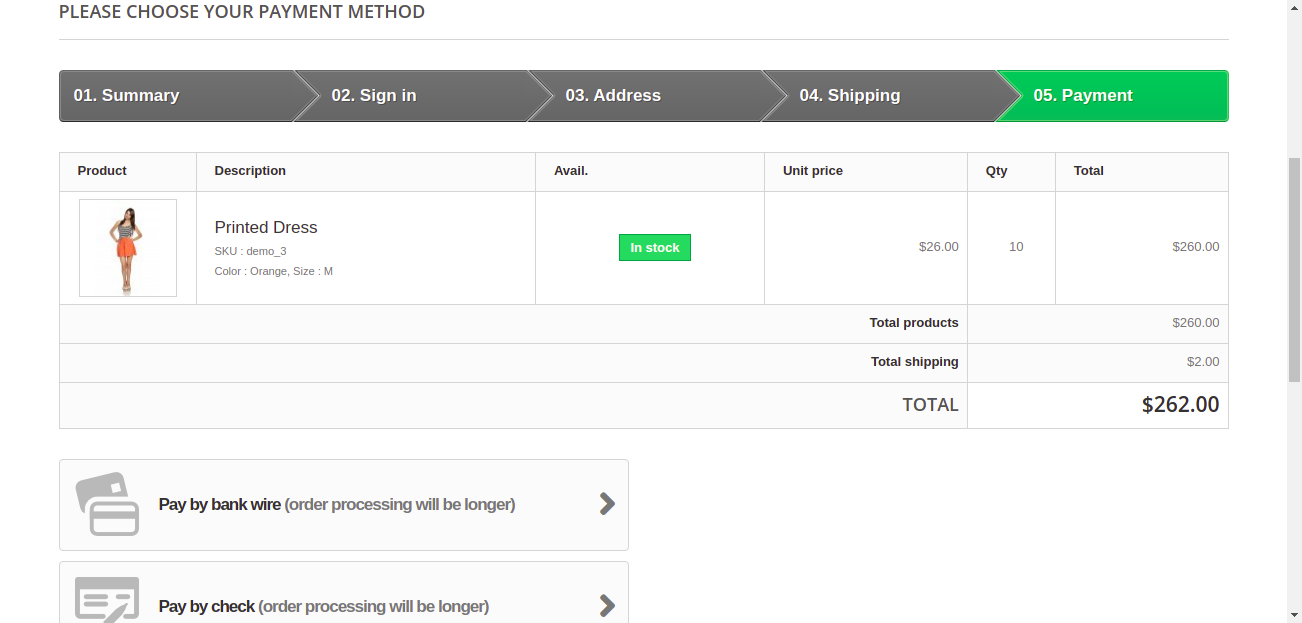 PLEASE CHOOSE YOUR PAYMENT METHOD
01. Summary 02. Sign in 03. Address 04. Shipping 05. Payment
Product Description Avail. Unit price Qty Total
Printed Dress
SKU : demo_3
Color : Orange, Size : M
In stock
$26.00
10
$260.00
Total products $260.00
Total shipping $2.00
TOTAL $262.00
Pay by bank wire (order processing will be longer)
Pay by check (order processing will be longer)